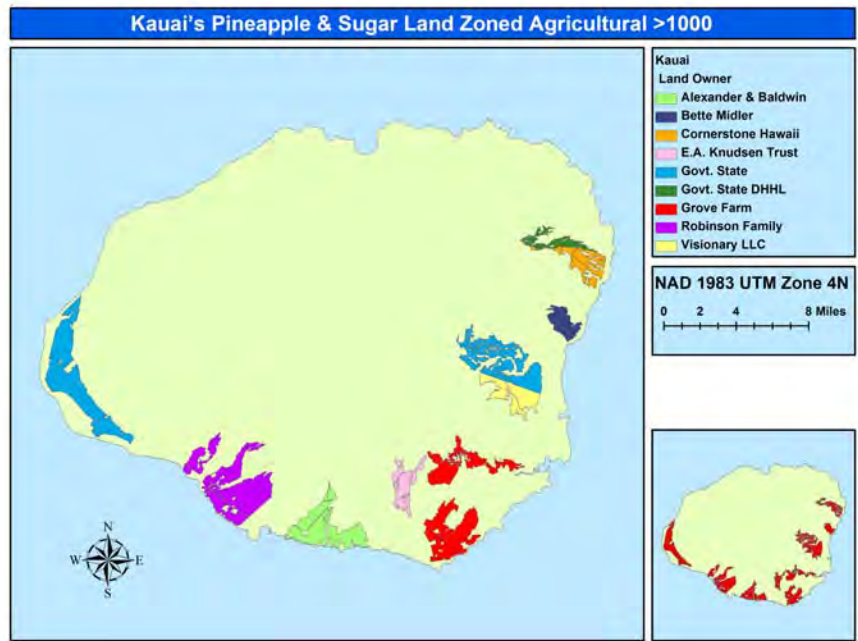 Kauai's Pineapple & Sugar Land Zoned Agricultural >1000
Kauai
Land Owner
Alexander & Baldwin
Bette Midler
Cornerstone Hawaii
E.A. Knudsen Trust
Govt. State
Govt. State DHHL
Grove Farm
Robinson Family
Visionary LLC
NAD 1983 UTM Zone 4N
0 2 4 8 Miles
N
W E
S